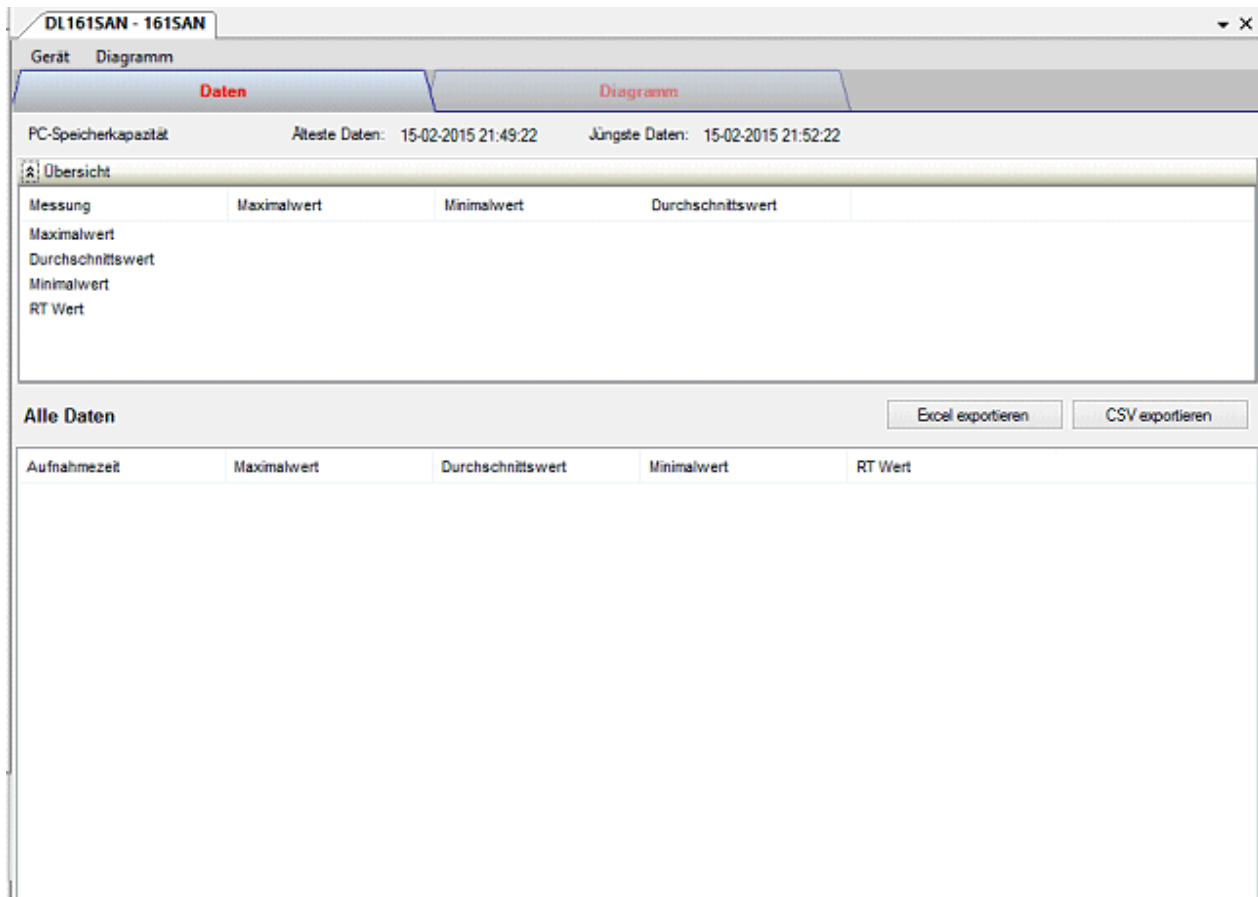 DL161SAN - 161SAN
Gerät Diagramm
Daten Diagramm
PC-Speicherkapazität Älteste Daten: 15-02-2015 21:49:22 Jüngste Daten: 15-02-2015 21:52:22
Übersicht
Messung Maximalwert Minimalwert Durchschnittswert
Maximalwert
Durchschnittswert
Minimalwert
RT Wert
Alle Daten Excel exportieren CSV exportieren
Aufnahmezeit Maximalwert Durchschnittswert Minimalwert RT Wert